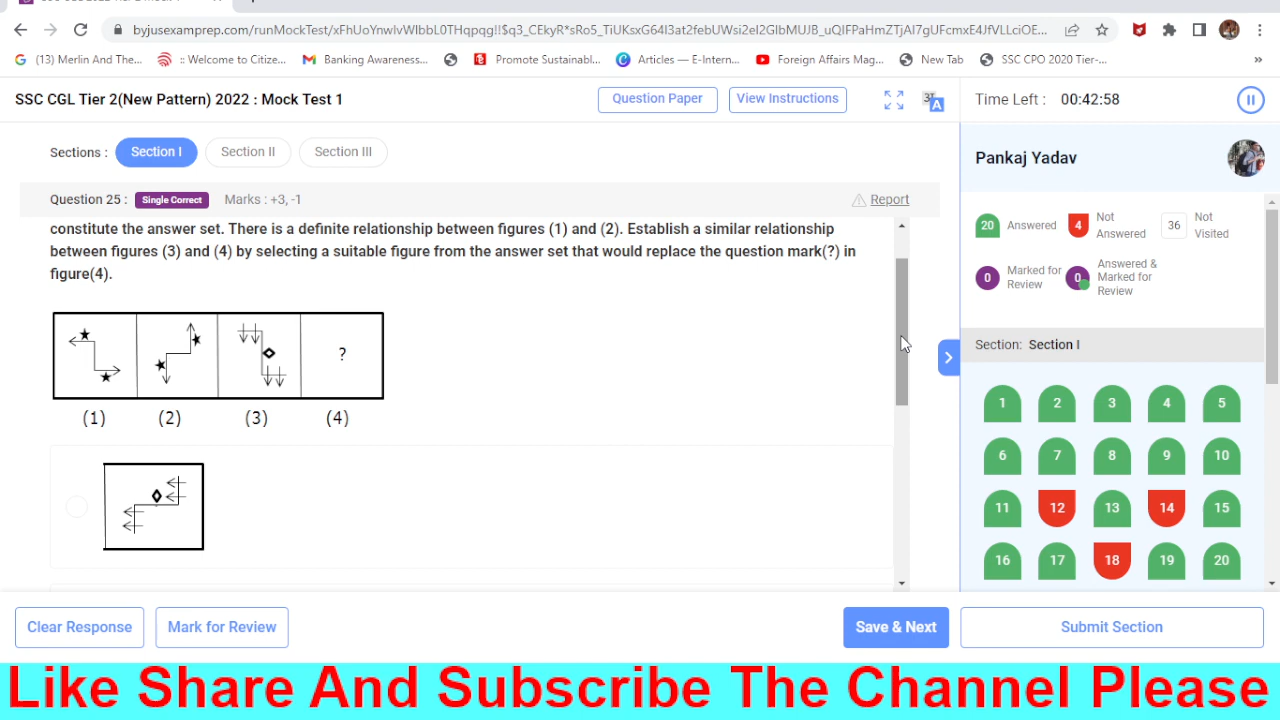 byjusexamprep.com/runMockTest/
(13) Merlin And The...
:: Welcome to Citize...
Banking Awareness...
Promote Sustainabl...
Articles — E-Intern...
Foreign Affairs Mag...
New Tab
SSC CPO 2020 Tier-...
»
SSC CGL Tier 2(New Pattern) 2022 : Mock Test 1
Question Paper
View Instructions
Time Left : 00:42:58
Sections : Section I Section II Section III
Pankaj Yadav
Question 25 : Single Correct Marks : +3, -1
Report
constitute the answer set. There is a definite relationship between figures (1) and (2). Establish a similar relationship
between figures (3) and (4) by selecting a suitable figure from the answer set that would replace the question mark(?) in
figure(4).
?
(1) (2) (3) (4)
20 Answered
4 Not Answered
36 Not Visited
0 Marked for Review
0 Answered & Marked for Review
Section: Section I
1 2 3 4 5
6 7 8 9 10
11 12 13 14 15
16 17 18 19 20
Clear Response
Mark for Review
Save & Next
Submit Section
Like Share And Subscribe The Channel Please